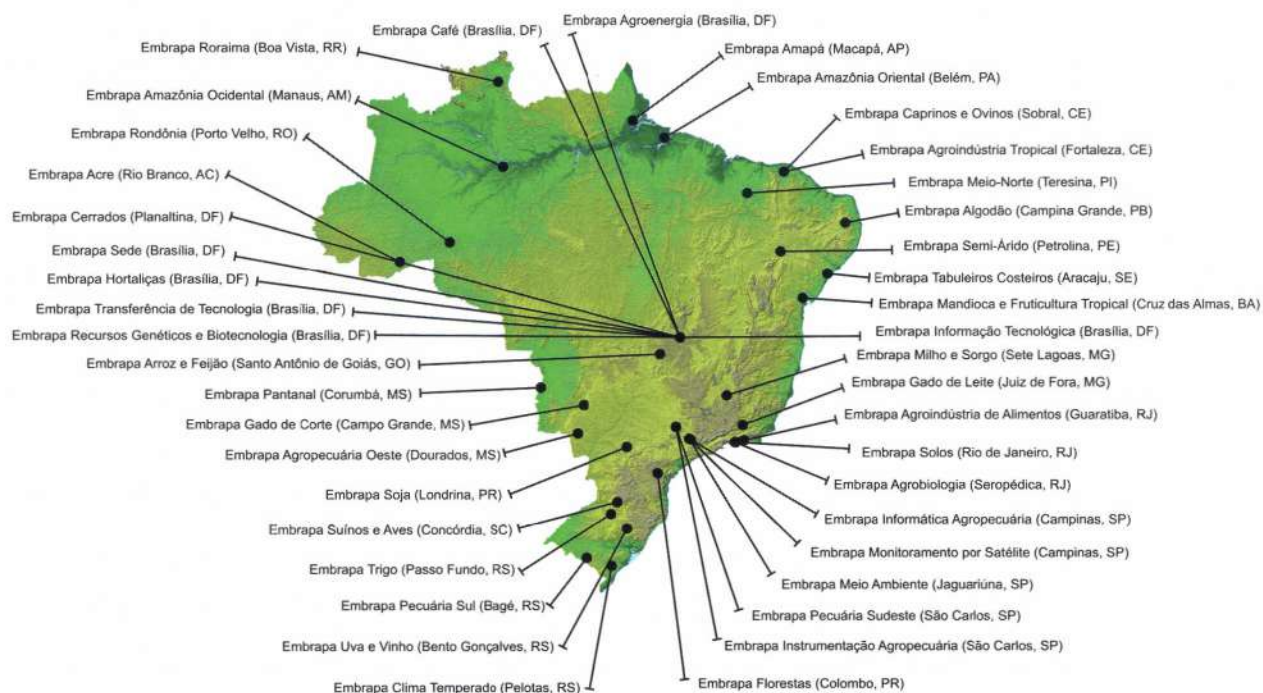 Embrapa Agroenergia (Brasília, DF)
Embrapa Café (Brasília, DF)
Embrapa Roraima (Boa Vista, RR)
Embrapa Amapá (Macapá, AP)
Embrapa Amazônia Oriental (Belém, PA)
Embrapa Amazônia Ocidental (Manaus, AM)
Embrapa Caprinos e Ovinos (Sobral, CE)
Embrapa Rondônia (Porto Velho, RO)
Embrapa Agroindústria Tropical (Fortaleza, CE)
Embrapa Acre (Rio Branco, AC)
Embrapa Meio-Norte (Teresina, PI)
Embrapa Cerrados (Planaltina, DF)
Embrapa Algodão (Campina Grande, PB)
Embrapa Sede (Brasília, DF)
Embrapa Semi-Árido (Petrolina, PE)
Embrapa Hortaliças (Brasília, DF)
Embrapa Tabuleiros Costeiros (Aracaju, SE)
Embrapa Transferência de Tecnologia (Brasília, DF)
Embrapa Mandioca e Fruticultura Tropical (Cruz das Almas, BA)
Embrapa Recursos Genéticos e Biotecnologia (Brasília, DF)
Embrapa Informação Tecnológica (Brasília, DF)
Embrapa Arroz e Feijão (Santo Antônio de Goiás, GO)
Embrapa Milho e Sorgo (Sete Lagoas, MG)
Embrapa Pantanal (Corumbá, MS)
Embrapa Gado de Leite (Juiz de Fora, MG)
Embrapa Gado de Corte (Campo Grande, MS)
Embrapa Agroindústria de Alimentos (Guaratiba, RJ)
Embrapa Agropecuária Oeste (Dourados, MS)
Embrapa Solos (Rio de Janeiro, RJ)
Embrapa Soja (Londrina, PR)
Embrapa Agrobiologia (Seropédica, RJ)
Embrapa Suínos e Aves (Concórdia, SC)
Embrapa Informática Agropecuária (Campinas, SP)
Embrapa Monitoramento por Satélite (Campinas, SP)
Embrapa Trigo (Passo Fundo, RS)
Embrapa Meio Ambiente (Jaguariúna, SP)
Embrapa Pecuária Sul (Bagé, RS)
Embrapa Pecuária Sudeste (São Carlos, SP)
Embrapa Uva e Vinho (Bento Gonçalves, RS)
Embrapa Instrumentação Agropecuária (São Carlos, SP)
Embrapa Clima Temperado (Pelotas, RS)
Embrapa Florestas (Colombo, PR)